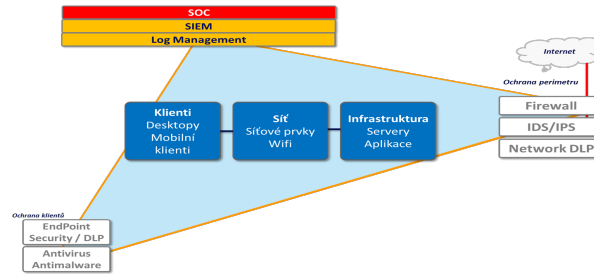 SOC
SIEM
Log Management
Internet
Ochrana perimetru
Firewall
IDS/IPS
Network DLP
Klienti
Desktopy
Mobilní
klienti
Síť
Síťové prvky
Wifi
Infrastruktura
Servery
Aplikace
Ochrana klientů
EndPoint
Security / DLP
Antivirus
Antimalware